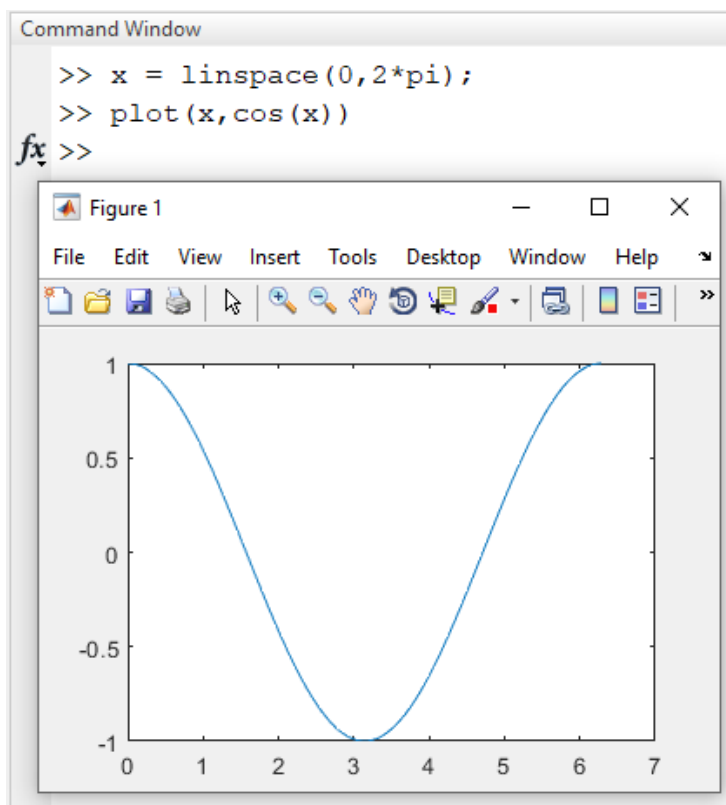 Command Window
>> x = linspace(0,2*pi);
>> plot(x,cos(x))
fx >>
Figure 1
File Edit View Insert Tools Desktop Window Help
1
0.5
0
-0.5
-1
0 1 2 3 4 5 6 7